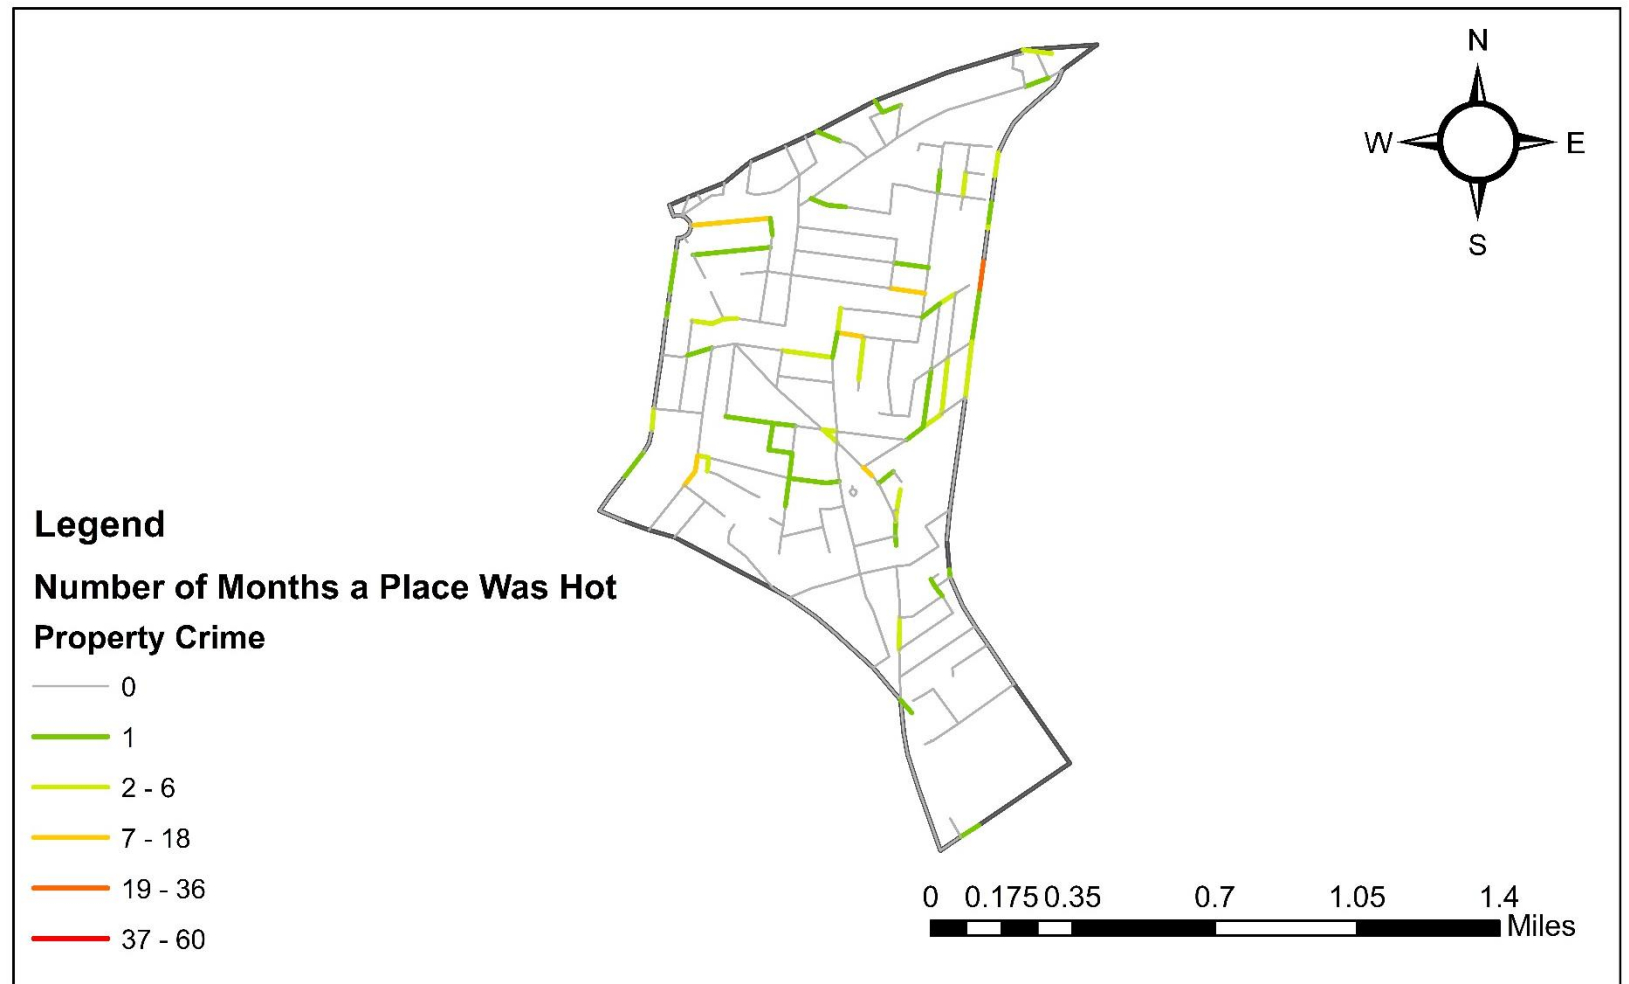 N
W E
S
Legend
Number of Months a Place Was Hot
Property Crime
0
1
2 - 6
7 - 18
19 - 36
37 - 60
0 0.175 0.35 0.7 1.05 1.4
Miles